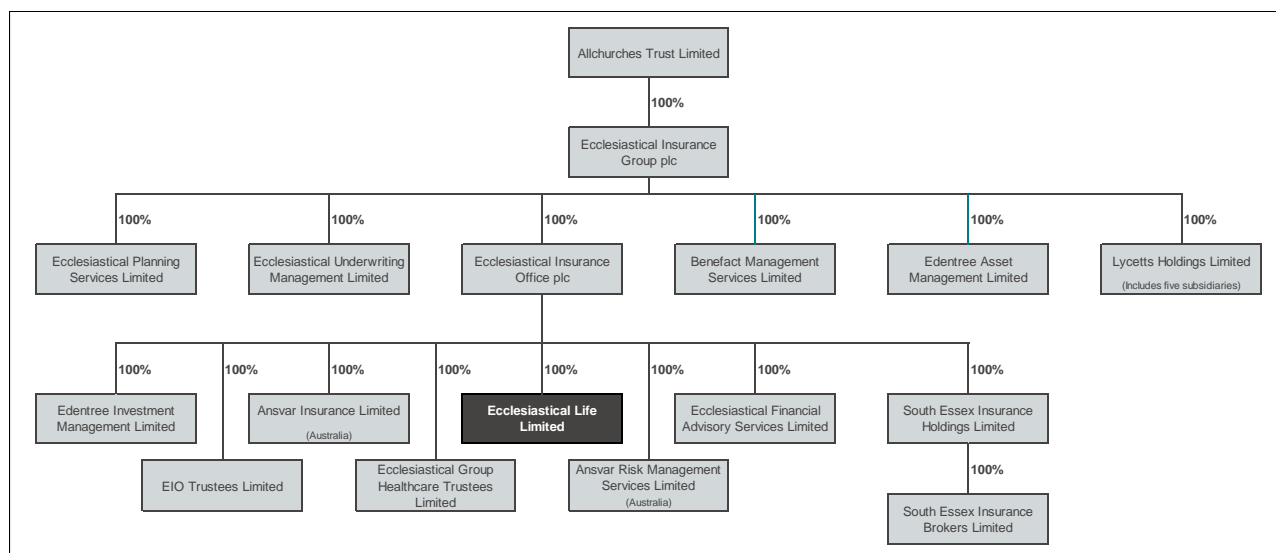 Allchurches Trust Limited
100%
Ecclesiastical Insurance
Group plc
100%
100%
100%
100%
100%
100%
Ecclesiastical Planning
Services Limited
Ecclesiastical Underwriting
Management Limited
Ecclesiastical Insurance
Office plc
Benefact Management
Services Limited
Edentree Asset
Management Limited
Lycetts Holdings Limited
(Includes five subsidiaries)
100%
100%
100%
100%
100%
100%
100%
100%
Edentree Investment
Management Limited
Ansvar Insurance Limited
(Australia)
Ecclesiastical Life
Limited
Ecclesiastical Financial
Advisory Services Limited
South Essex Insurance
Holdings Limited
EIO Trustees Limited
Ecclesiastical Group
Healthcare Trustees
Limited
Ansvar Risk Management
Services Limited
(Australia)
100%
South Essex Insurance
Brokers Limited